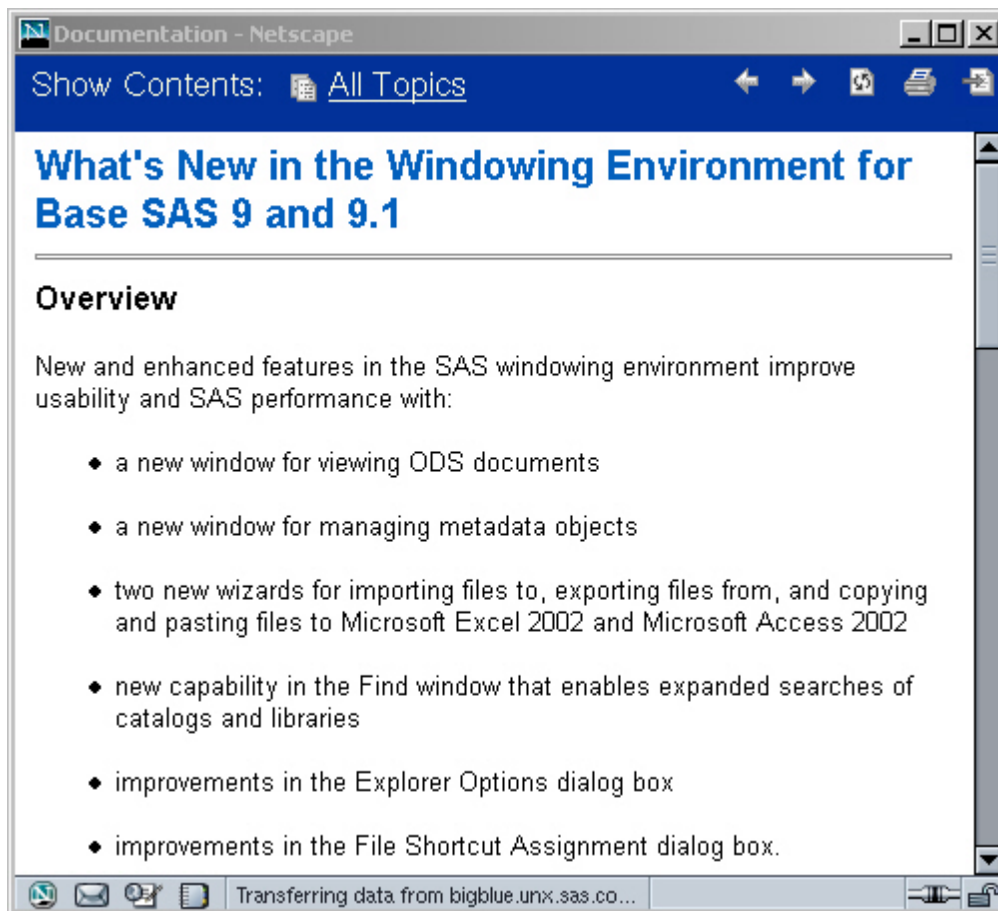 Documentation - Netscape
Show Contents: All Topics
What's New in the Windowing Environment for
Base SAS 9 and 9.1
Overview
New and enhanced features in the SAS windowing environment improve
usability and SAS performance with:
a new window for viewing ODS documents
a new window for managing metadata objects
two new wizards for importing files to, exporting files from, and copying
and pasting files to Microsoft Excel 2002 and Microsoft Access 2002
new capability in the Find window that enables expanded searches of
catalogs and libraries
improvements in the Explorer Options dialog box
improvements in the File Shortcut Assignment dialog box.
Transferring data from bigblue.unx.sas.co...